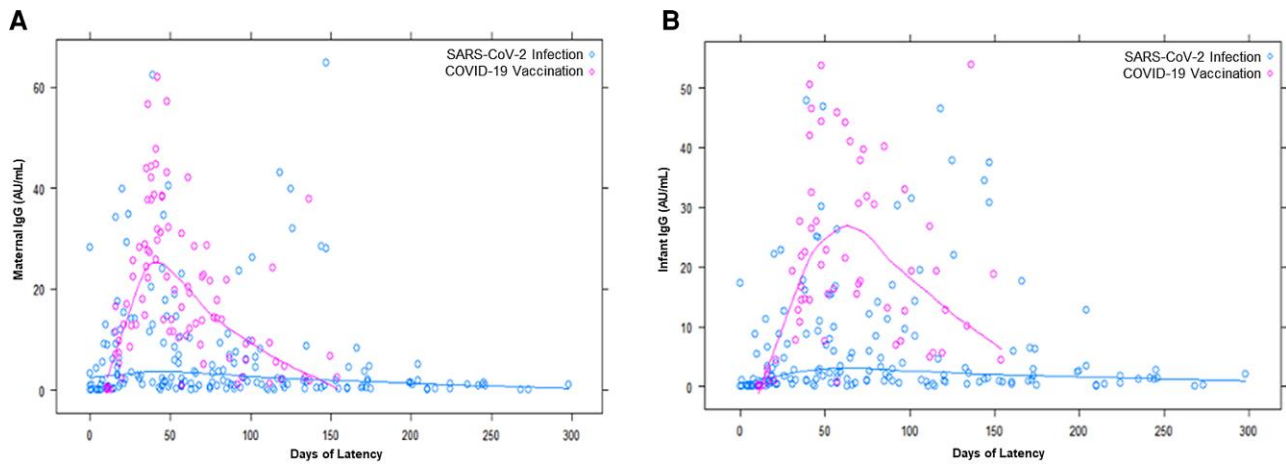 A
SARS-CoV-2 Infection
COVID-19 Vaccination
Maternal IgG (AU/mL)
60
40
20
0
0 50 100 150 200 250 300
Days of Latency
B
SARS-CoV-2 Infection
COVID-19 Vaccination
Infant IgG (AU/mL)
50
40
30
20
10
0
0 50 100 150 200 250 300
Days of Latency